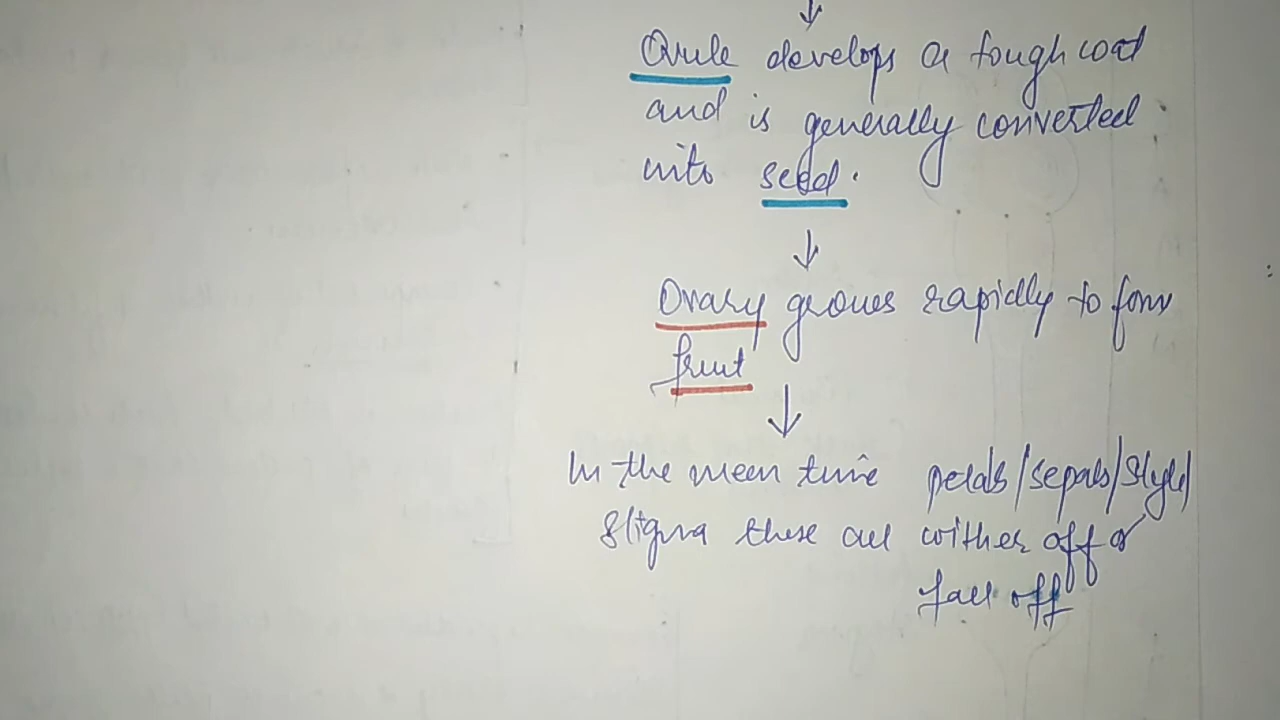 ↓
Ovule develops a tough coat
and is generally converted
into seed.
↓
Ovary grows rapidly to form
fruit
↓
In the mean time petals/sepals/style/
stigma these all wither off or
fall off